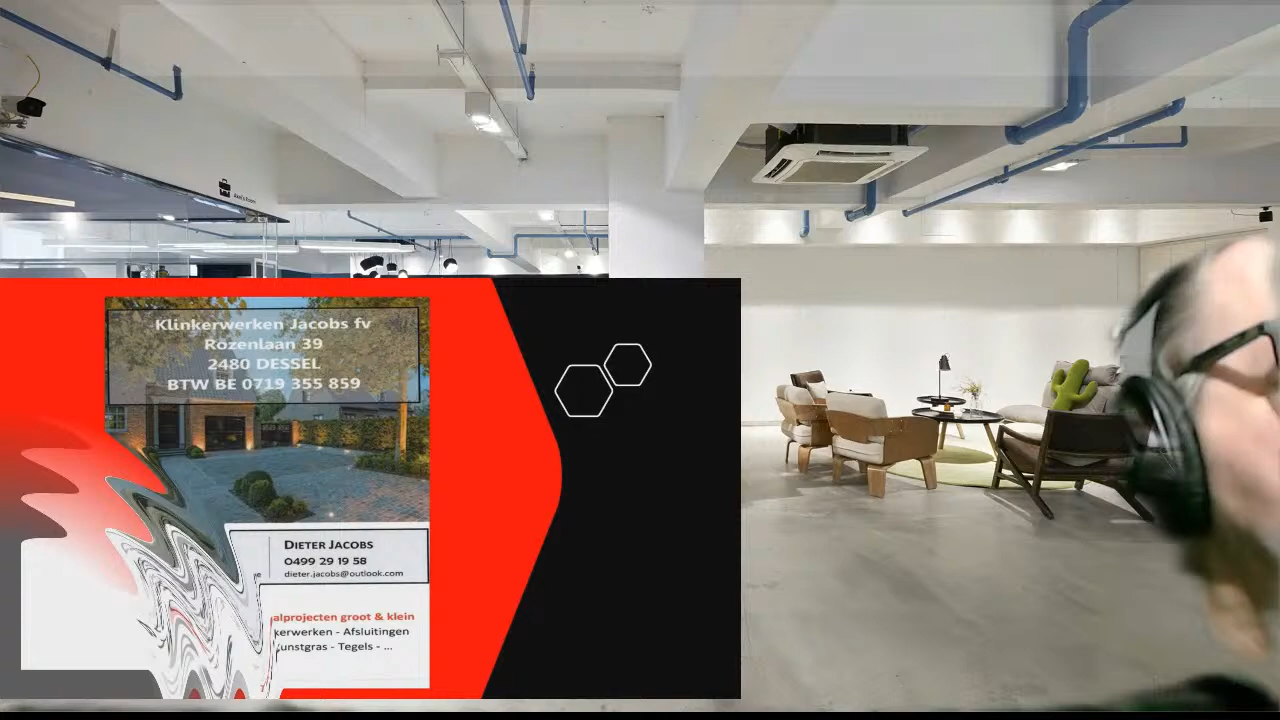 Klinkerwerken Jacobs fv
Rozenlaan 39
2480 DESSEL
BTW BE 0719 355 859
DIETER JACOBS
0499 29 19 58
dieter.jacobs@outlook.com
alprojecten groot & klein
kerwerken - Afsluitingen
unstgras - Tegels - ...